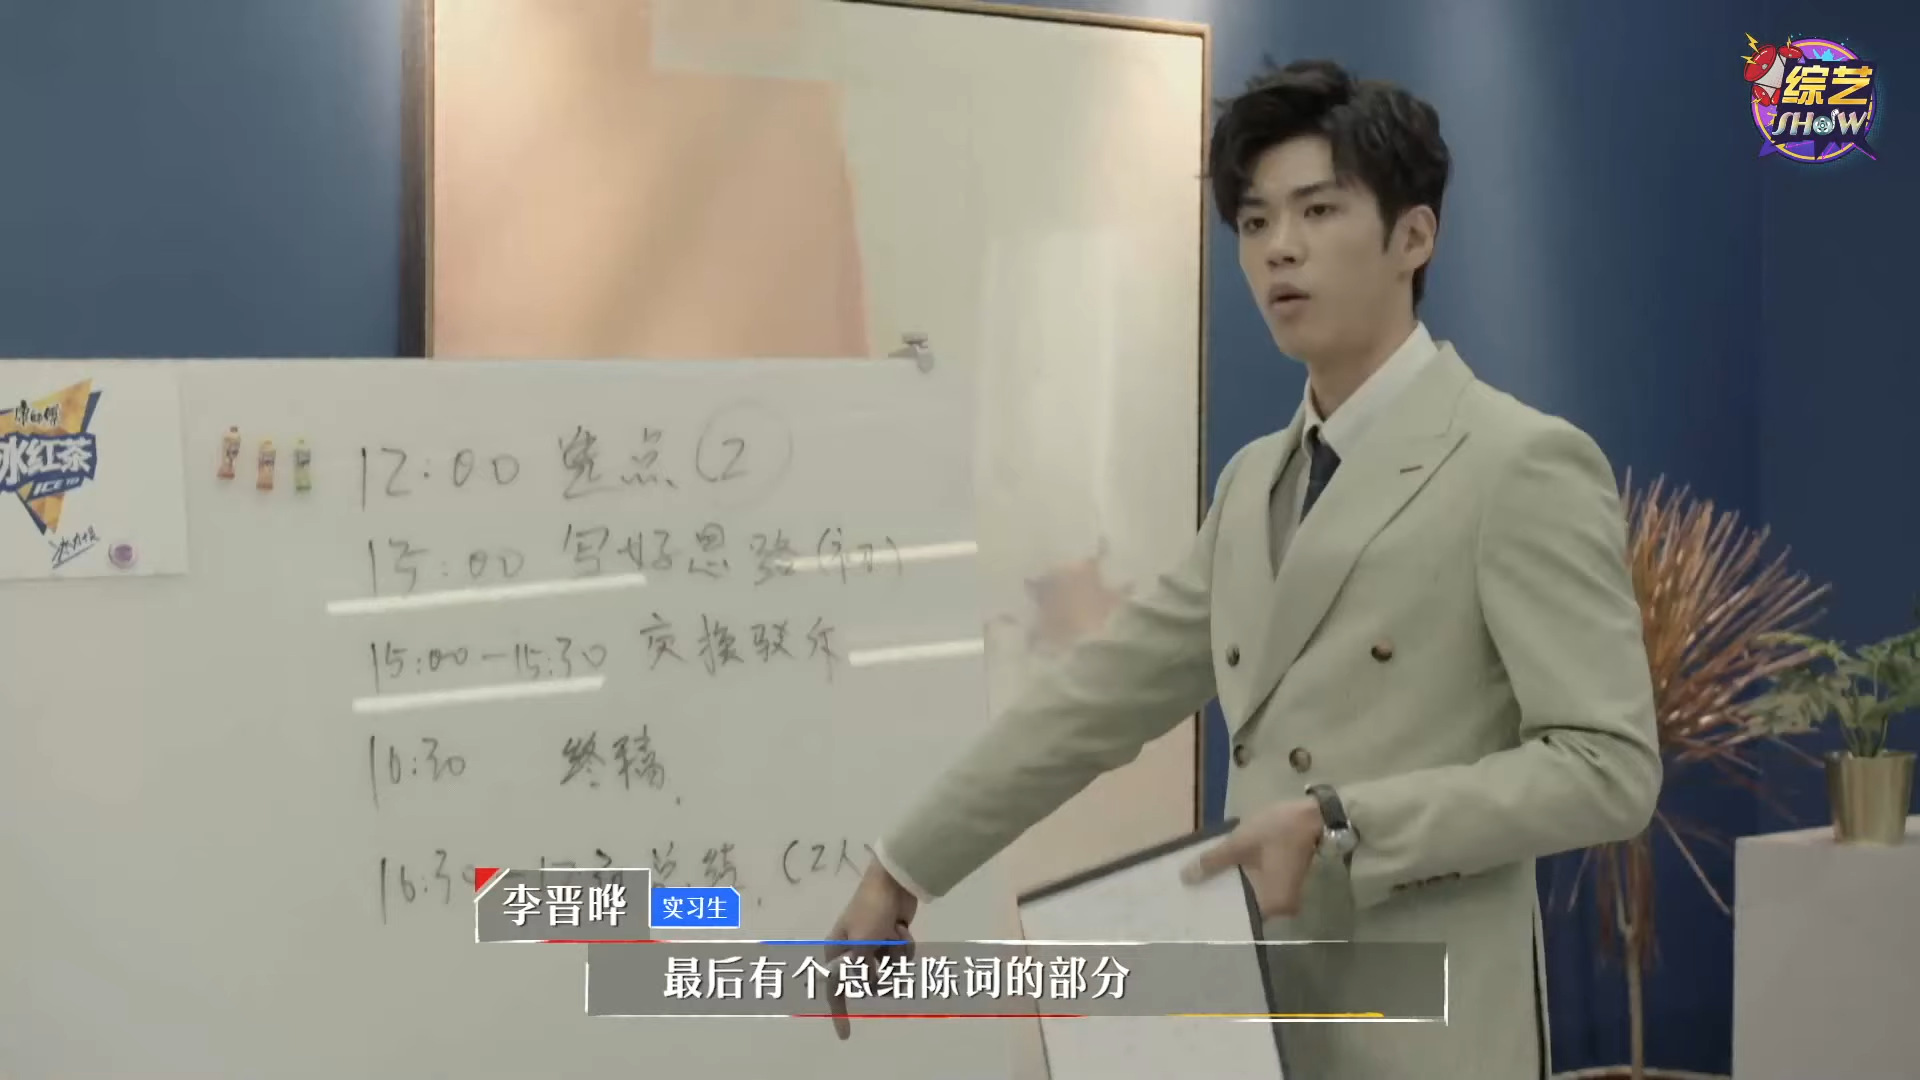 综艺
SHOW
康师傅
冰红茶
ICE TEA
12:00 定点 (2)
15:00 写好思路(初)
15:00-15:30 交换驳斥
16:30 终稿.
16:30 总结.(2人)
李晋晔 实习生
最后有个总结陈词的部分